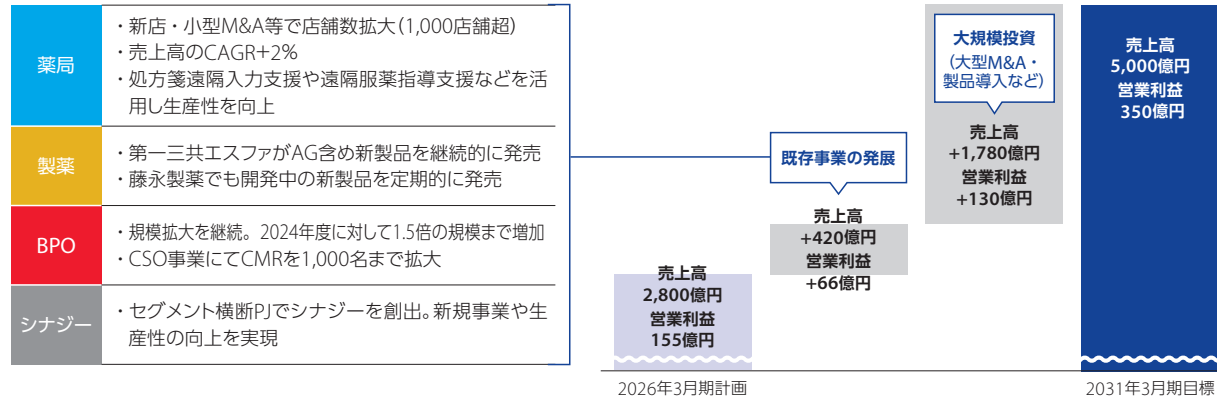 薬局
・新店・小型M&A等で店舗数拡大(1,000店舗超)
・売上高のCAGR+2%
・処方箋遠隔入力支援や遠隔服薬指導支援などを活
用し生産性を向上
製薬
・第一三共エスファがAG含め新製品を継続的に発売
・藤永製薬でも開発中の新製品を定期的に発売
BPO
・規模拡大を継続。2024年度に対して1.5倍の規模まで増加
・CSO事業にてCMRを1,000名まで拡大
シナジー
・セグメント横断PJでシナジーを創出。新規事業や生
産性の向上を実現
売上高
2,800億円
営業利益
155億円
2026年3月期計画
既存事業の発展
売上高
+420億円
営業利益
+66億円
大規模投資
(大型M&A・
製品導入など)
売上高
+1,780億円
営業利益
+130億円
売上高
5,000億円
営業利益
350億円
2031年3月期目標